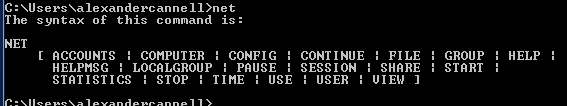 C:\Users\alexandercannell>net
The syntax of this command is:
NET
[ ACCOUNTS ¦ COMPUTER ¦ CONFIG ¦ CONTINUE ¦ FILE ¦ GROUP ¦ HELP ¦
HELPMSG ¦ LOCALGROUP ¦ PAUSE ¦ SESSION ¦ SHARE ¦ START ¦
STATISTICS ¦ STOP ¦ TIME ¦ USE ¦ USER ¦ VIEW ]
C:\Users\alexandercannell>